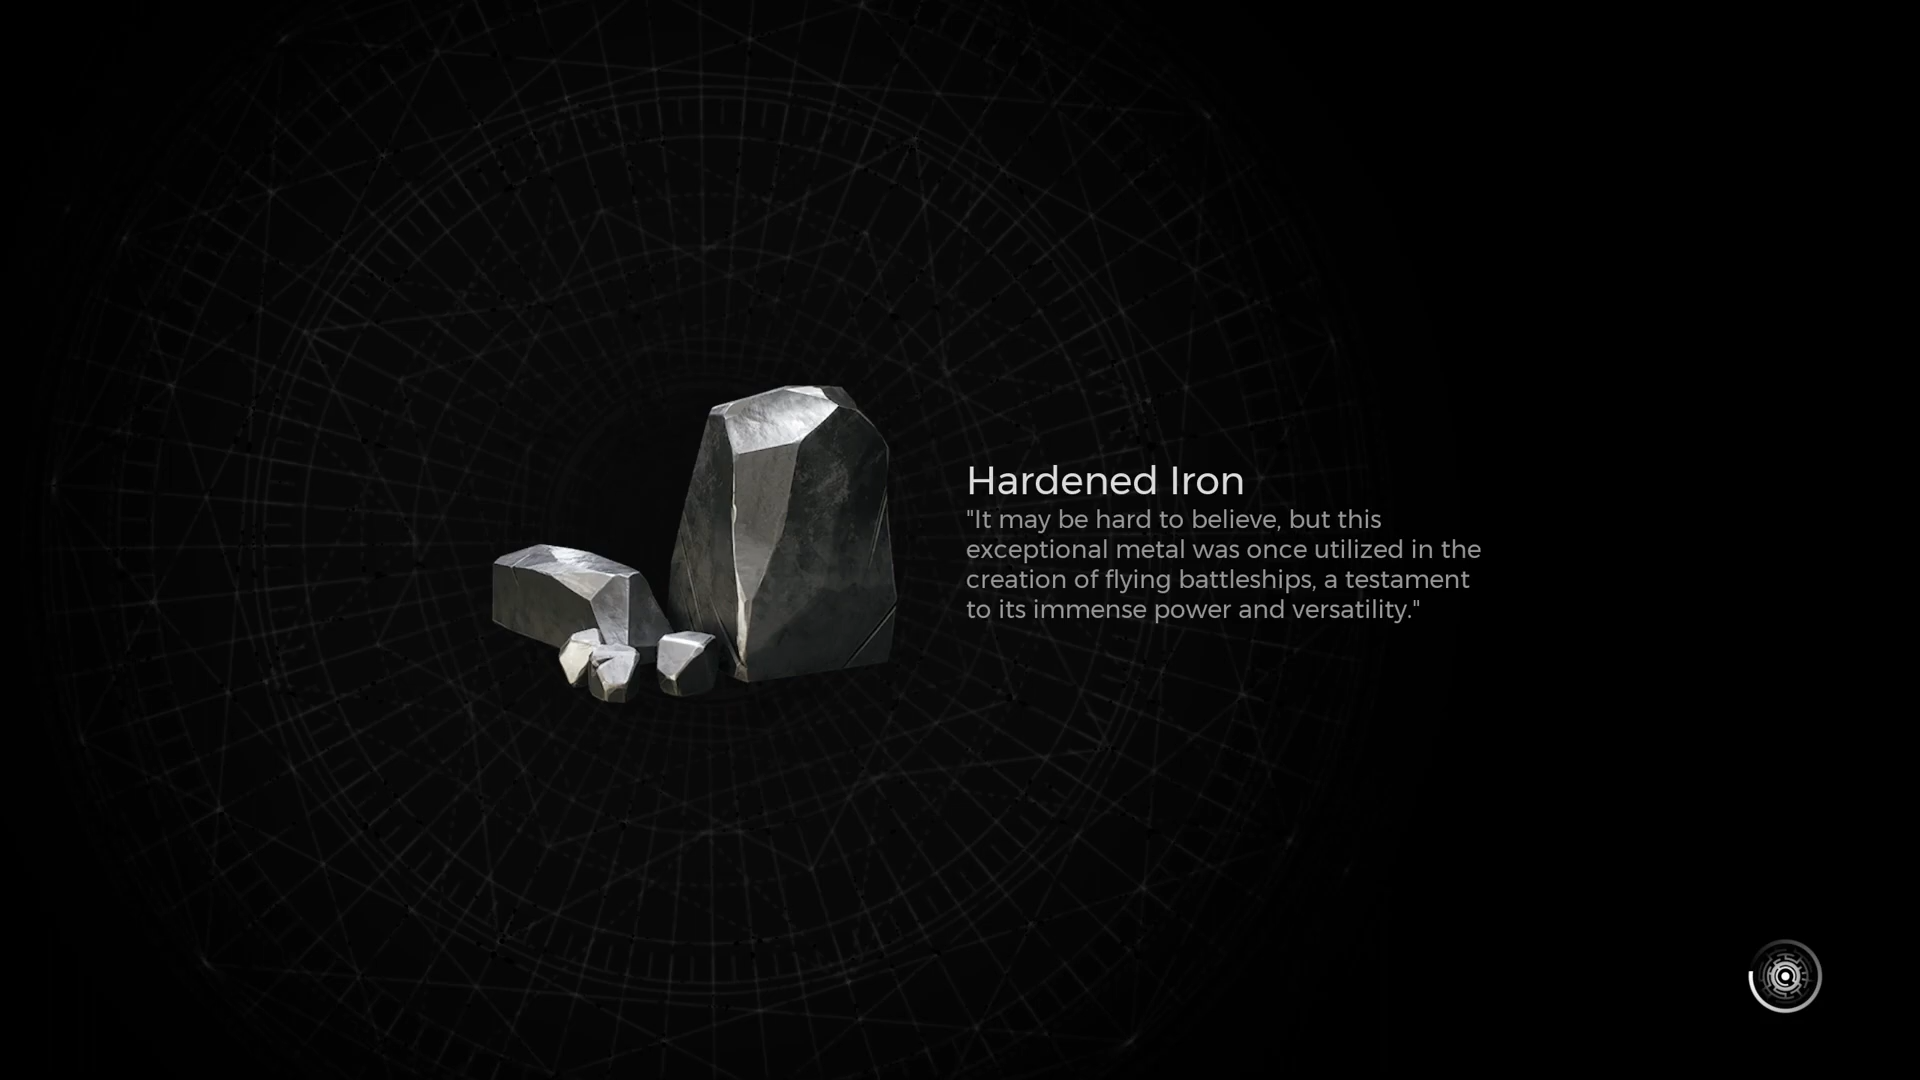 Hardened Iron
"It may be hard to believe, but this
exceptional metal was once utilized in the
creation of flying battleships, a testament
to its immense power and versatility."